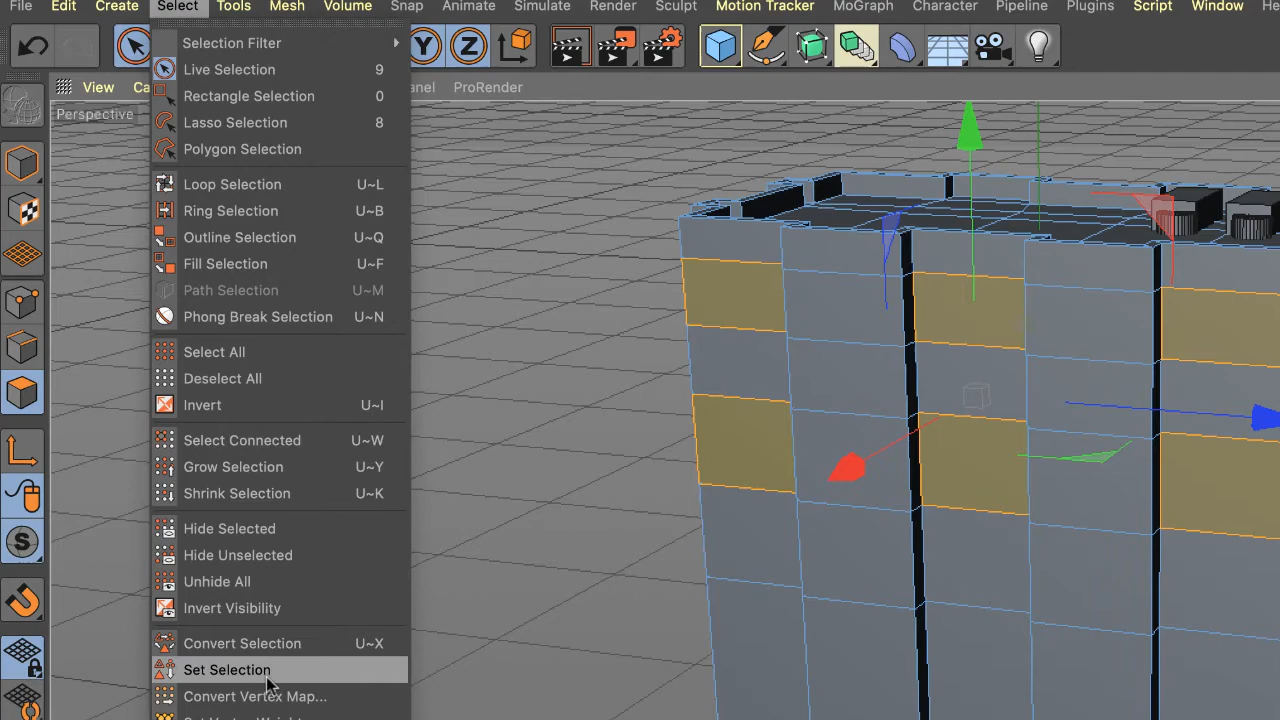 File Edit Create Select Tools Mesh Volume Snap Animate Simulate Render Sculpt Motion Tracker MoGraph Character Pipeline Plugins Script Window He
Y Z
View Ca anel ProRender
Perspective
Selection Filter
Live Selection 9
Rectangle Selection 0
Lasso Selection 8
Polygon Selection
Loop Selection U~L
Ring Selection U~B
Outline Selection U~Q
Fill Selection U~F
Path Selection U~M
Phong Break Selection U~N
Select All
Deselect All
Invert U~I
Select Connected U~W
Grow Selection U~Y
Shrink Selection U~K
Hide Selected
Hide Unselected
Unhide All
Invert Visibility
Convert Selection U~X
Set Selection
Convert Vertex Map...
S